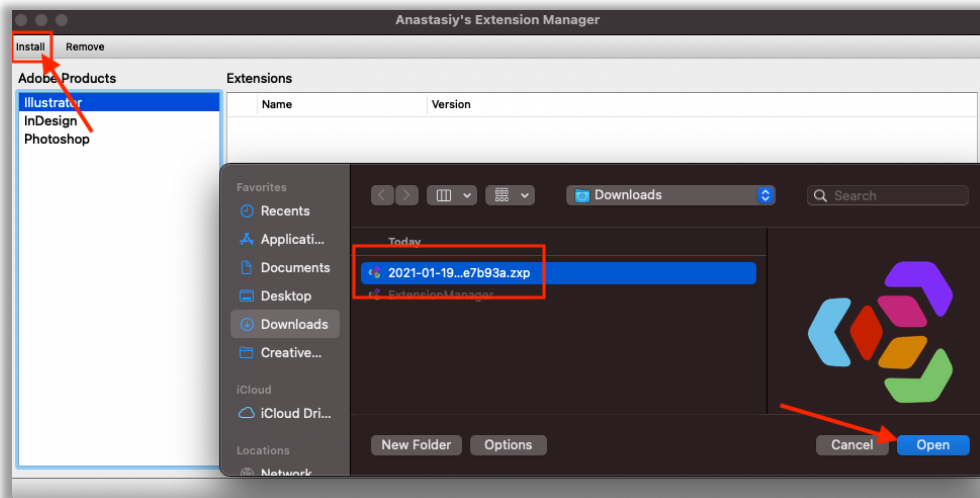 Anastasiy's Extension Manager
Install Remove
Adobe Products Extensions
Name Version
Illustrator
InDesign
Photoshop
Favorites
Recents
Applicati...
Documents
Desktop
Downloads
Creative...
iCloud
iCloud Dri...
Locations
Network
Downloads
Search
Today
2021-01-19...e7b93a.zxp
ExtensionManager
New Folder Options Cancel Open